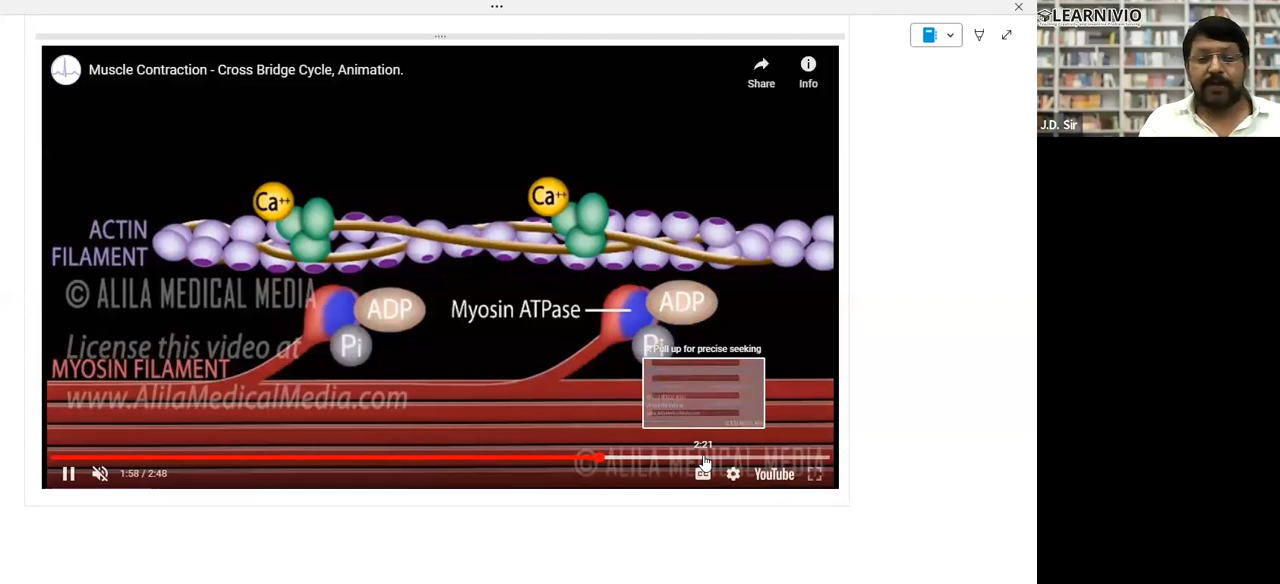 Muscle Contraction - Cross Bridge Cycle, Animation.
Share
Info
LEARNIVIO
J.D. Sir
Ca++
Ca++
ACTIN
FILAMENT
© ALILA MEDICAL MEDIA
ADP
Pi
Myosin ATPase
ADP
Pi
License this video at
MYOSIN FILAMENT
www.AlilaMedicalMedia.com
Pull up for precise seeking
2:21
© ALILA MEDICAL MEDIA
1:58 / 2:48
YouTube